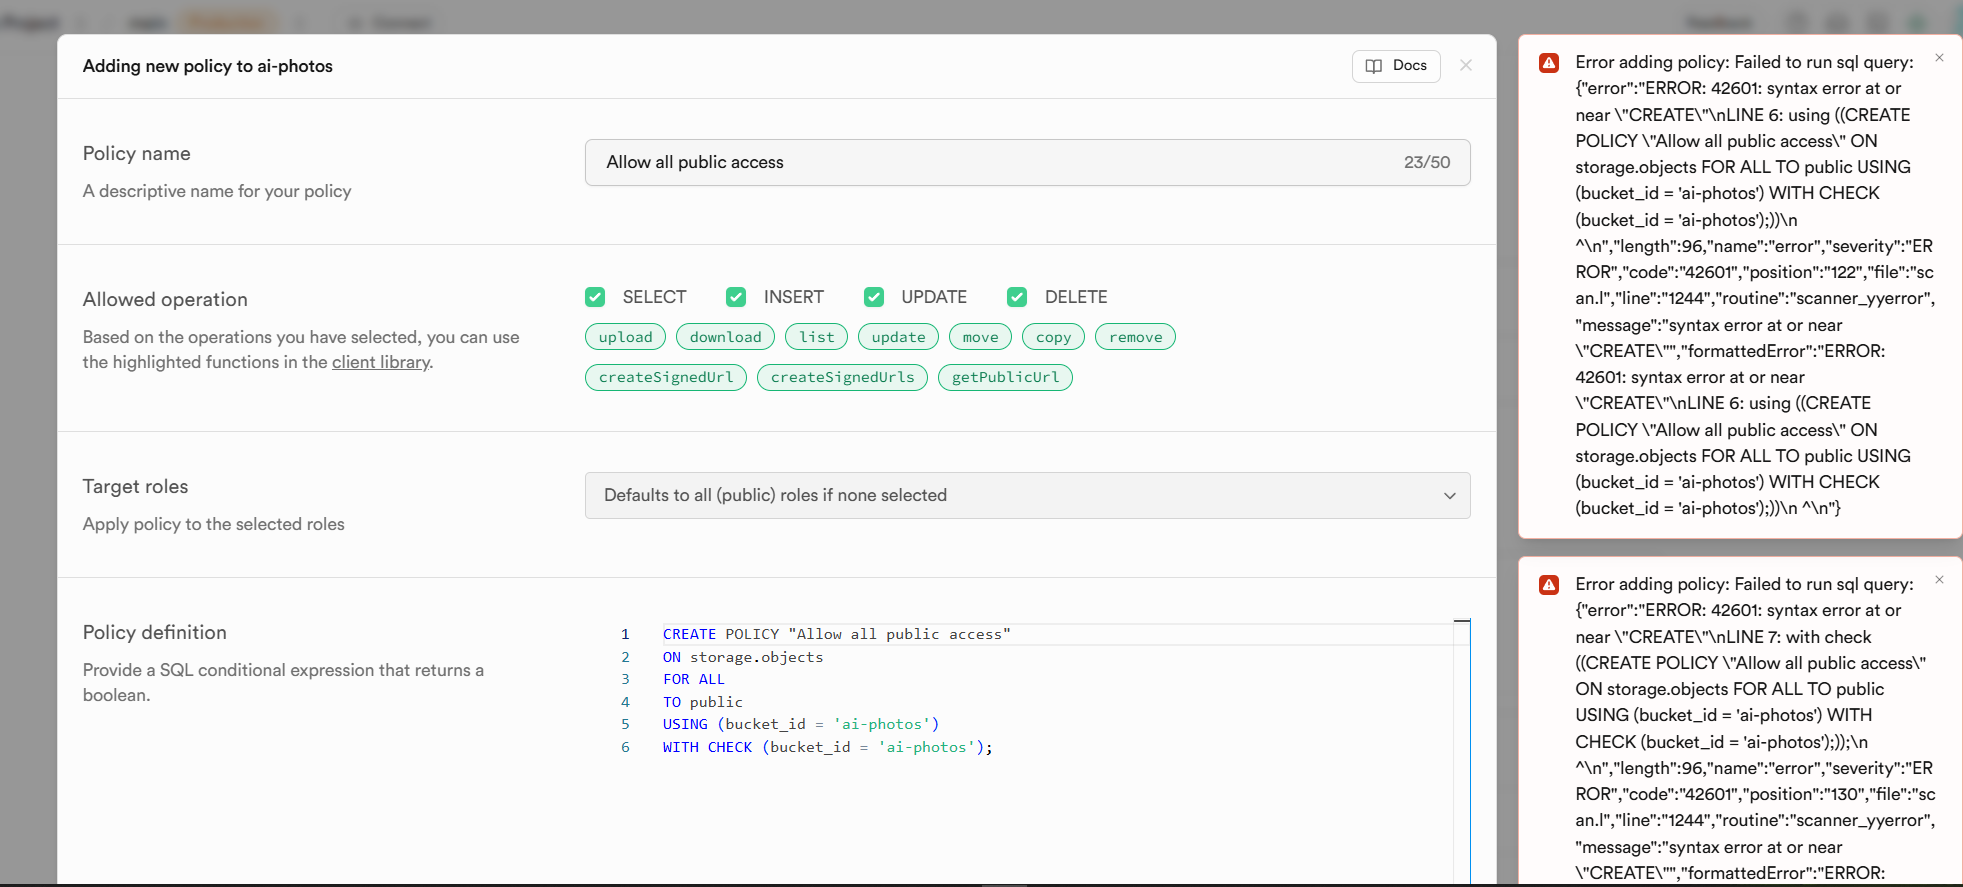 Project
main
Production
Connect
Feedback
Adding new policy to ai-photos
Docs
Policy name
A descriptive name for your policy
Allow all public access
23/50
Allowed operation
Based on the operations you have selected, you can use
the highlighted functions in the client library.
SELECT INSERT UPDATE DELETE
upload download list update move copy remove
createSignedUrl createSignedUrls getPublicUrl
Target roles
Apply policy to the selected roles
Defaults to all (public) roles if none selected
Policy definition
Provide a SQL conditional expression that returns a
boolean.
1 CREATE POLICY "Allow all public access"
2 ON storage.objects
3 FOR ALL
4 TO public
5 USING (bucket_id = 'ai-photos')
6 WITH CHECK (bucket_id = 'ai-photos');
Error adding policy: Failed to run sql query:
{"error":"ERROR: 42601: syntax error at or
near \"CREATE\"\nLINE 6: using ((CREATE
POLICY \"Allow all public access\" ON
storage.objects FOR ALL TO public USING
(bucket_id = 'ai-photos') WITH CHECK
(bucket_id = 'ai-photos');))\n
^\n","length":96,"name":"error","severity":"ER
ROR","code":"42601","position":"122","file":"sc
an.l","line":"1244","routine":"scanner_yyerror",
"message":"syntax error at or near
\"CREATE\"","formattedError":"ERROR:
42601: syntax error at or near
\"CREATE\"\nLINE 6: using ((CREATE
POLICY \"Allow all public access\" ON
storage.objects FOR ALL TO public USING
(bucket_id = 'ai-photos') WITH CHECK
(bucket_id = 'ai-photos');))\n ^\n"}
Error adding policy: Failed to run sql query:
{"error":"ERROR: 42601: syntax error at or
near \"CREATE\"\nLINE 7: with check
((CREATE POLICY \"Allow all public access\"
ON storage.objects FOR ALL TO public
USING (bucket_id = 'ai-photos') WITH
CHECK (bucket_id = 'ai-photos');));\n
^\n","length":96,"name":"error","severity":"ER
ROR","code":"42601","position":"130","file":"sc
an.l","line":"1244","routine":"scanner_yyerror",
"message":"syntax error at or near
\"CREATE\"","formattedError":"ERROR: